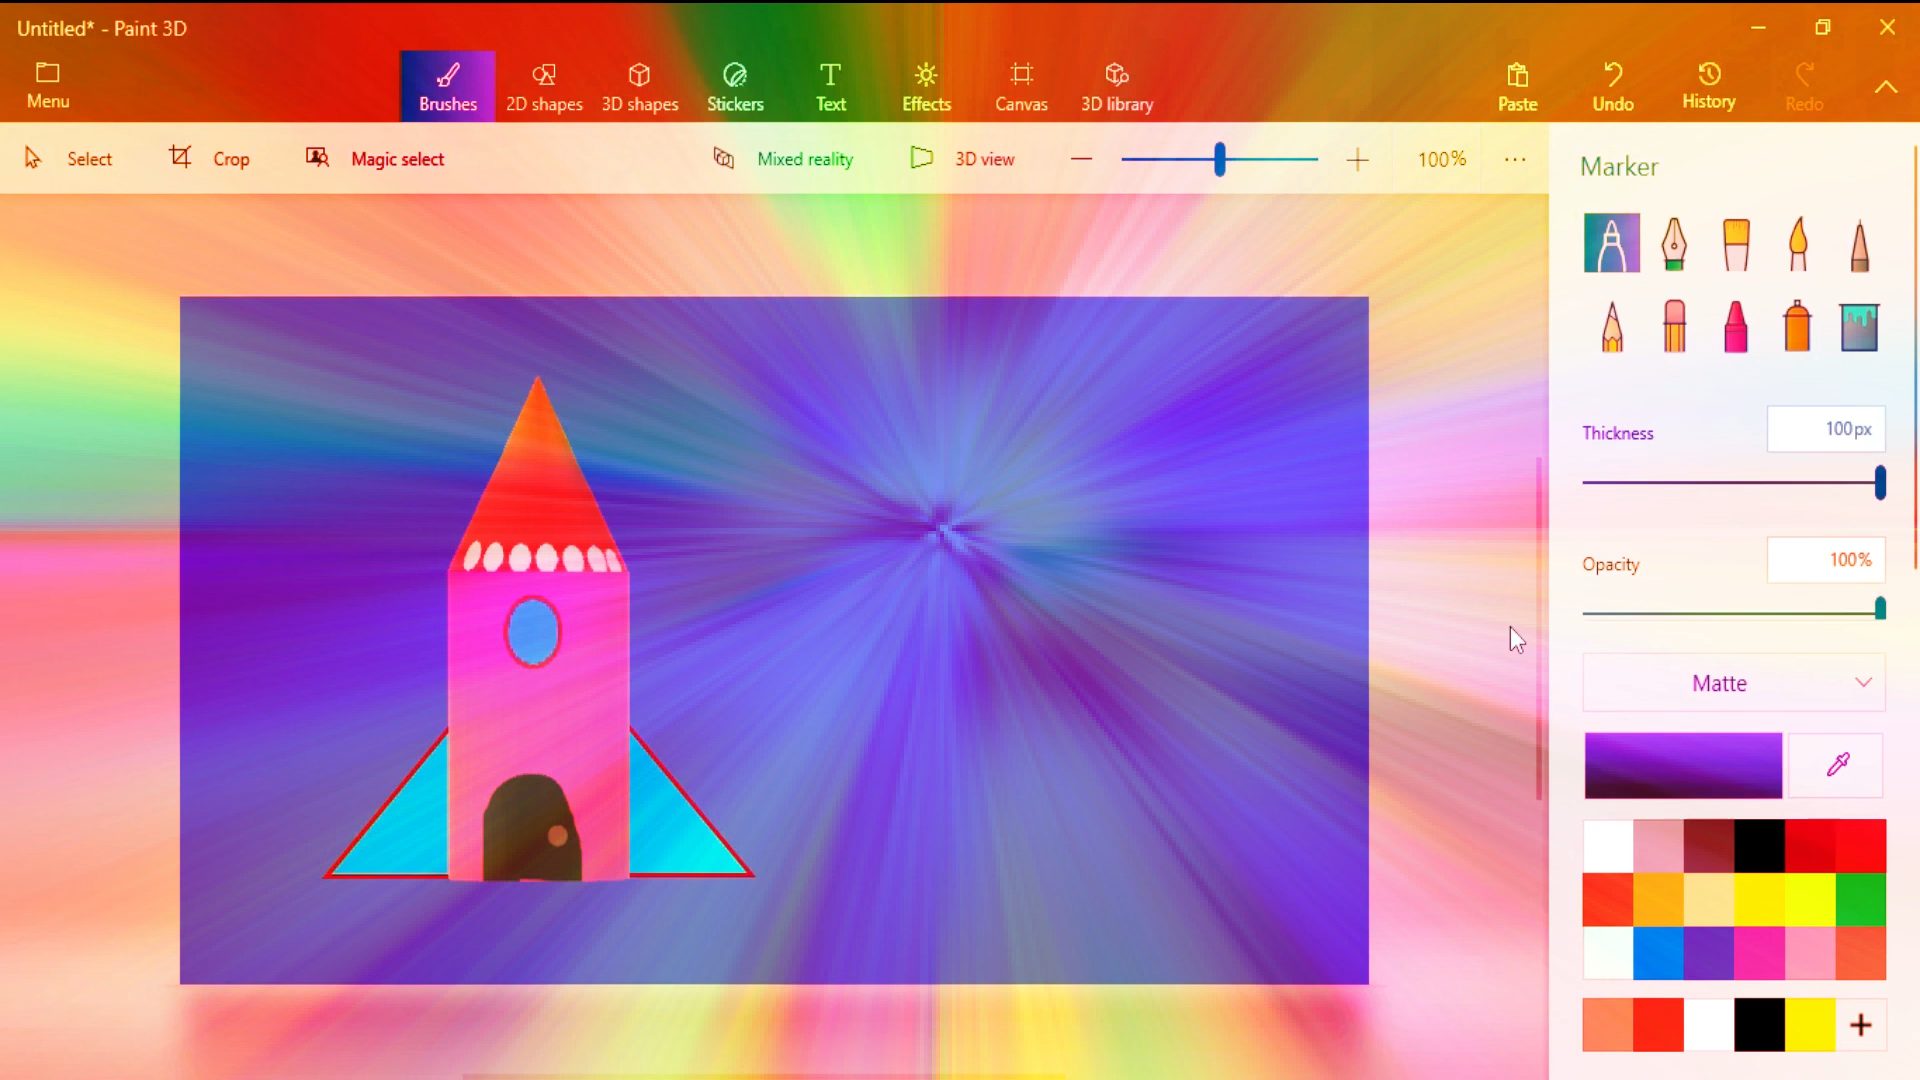 Untitled* - Paint 3D
Menu
Brushes
2D shapes
3D shapes
Stickers
Text
Effects
Canvas
3D library
Paste
Undo
History
Redo
Select
Crop
Magic select
Mixed reality
3D view
100%
Marker
Thickness
100px
Opacity
100%
Matte